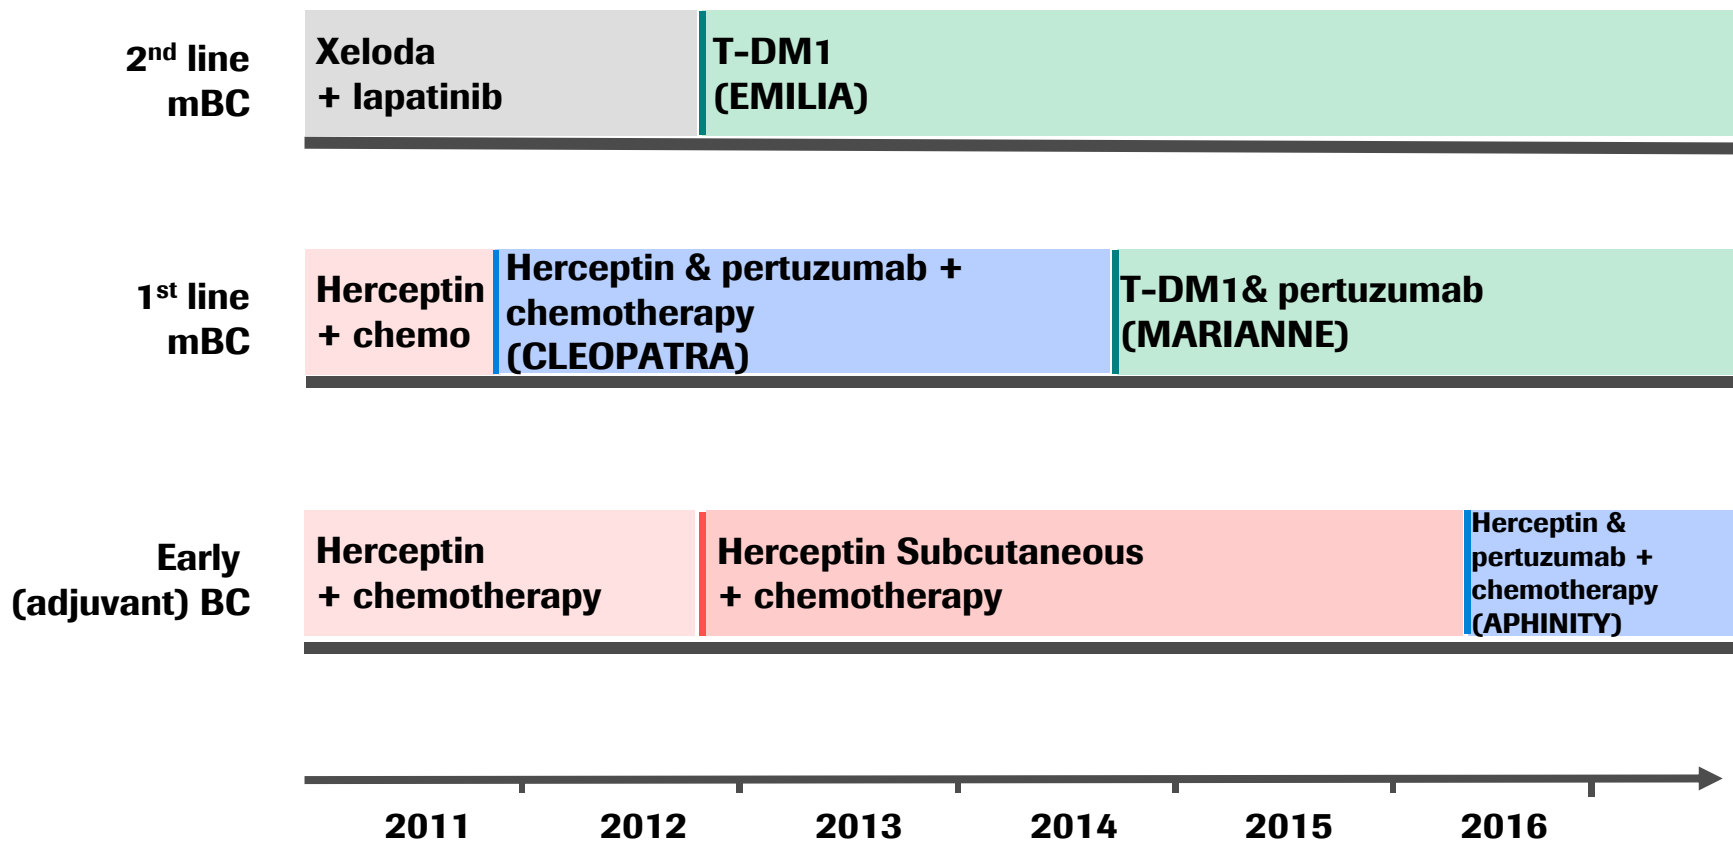 2nd line
mBC
Xeloda
+ lapatinib
T-DM1
(EMILIA)
1st line
mBC
Herceptin
+ chemo
Herceptin & pertuzumab +
chemotherapy
(CLEOPATRA)
T-DM1& pertuzumab
(MARIANNE)
Early
(adjuvant) BC
Herceptin
+ chemotherapy
Herceptin Subcutaneous
+ chemotherapy
Herceptin &
pertuzumab +
chemotherapy
(APHINITY)
2011 2012 2013 2014 2015 2016